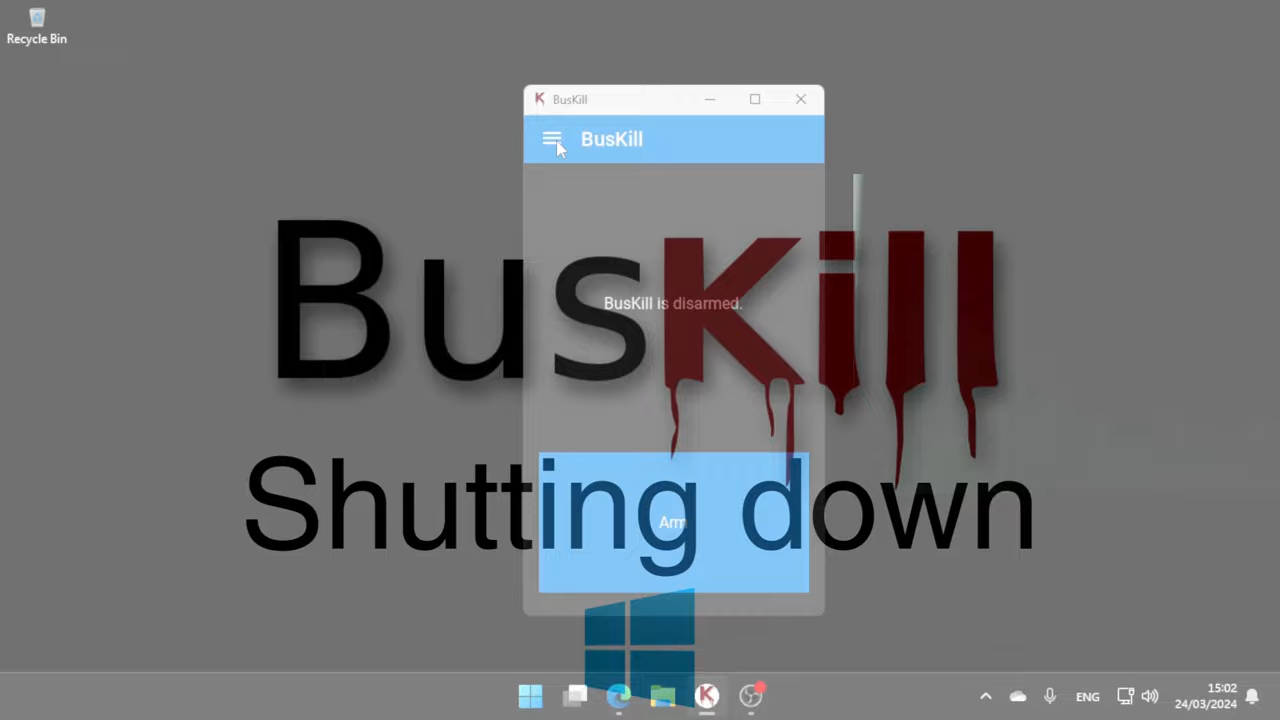 Recycle Bin
BusKill
BusKill
BusKill
BusKill is disarmed.
Shutting down
Arm
ENG
15:02
24/03/2024